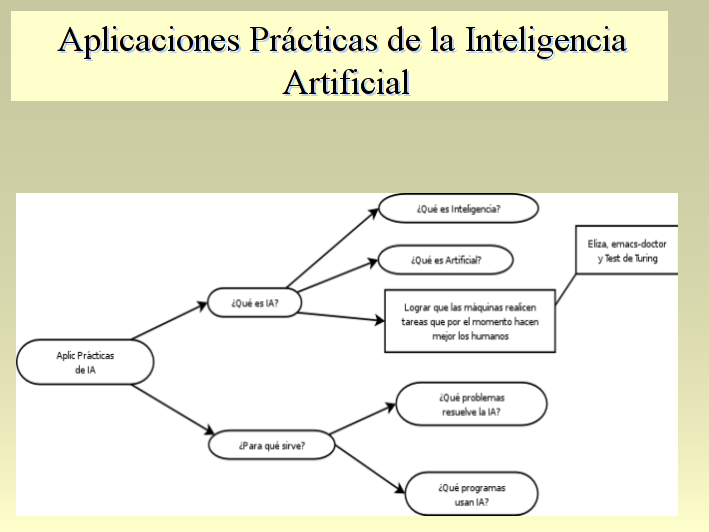 Aplicaciones Prácticas de la Inteligencia
Artificial
¿Qué es Inteligencia?
Eliza, emacs-doctor
y Test de Turing
¿Qué es Artificial?
¿Qué es IA?
Lograr que las màquinas realicen
tareas que por el momento hacen
mejor los humanos
Aplic Prácticas
de IA
¿Qué problemas
resuelve la IA?
¿Para qué sirve?
¿Qué programas
usan IA?